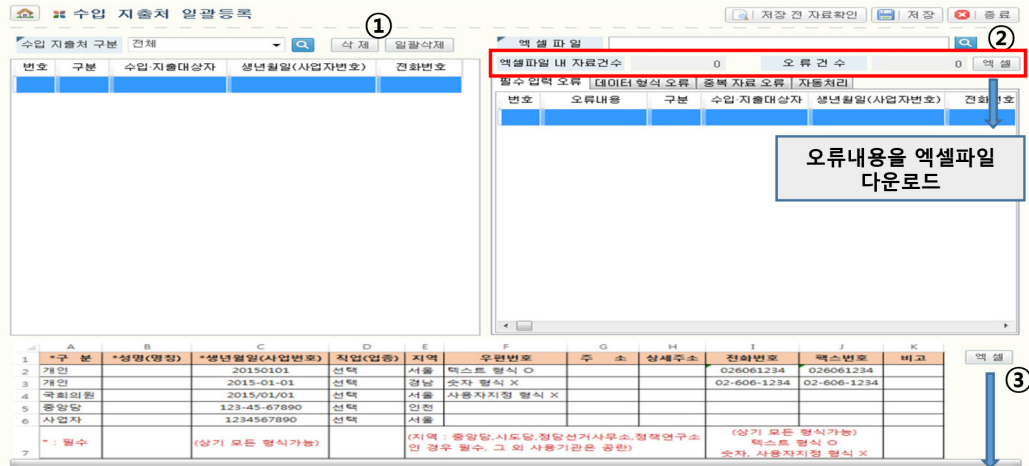 수입 지출처 일괄등록
저장 전 자료확인 저장 종료
①
②
수입 지출처 구분 전체 삭 제 일괄삭제
엑 셀 파 일
엑셀파일 내 자료건수 0 오 류 건 수 0 엑 셀
번호 구분 수입·지출대상자 생년월일(사업자번호) 전화번호
필수 입력 오류 데이터 형식 오류 중복 자료 오류 자동처리
번호 오류내용 구분 수입·지출대상자 생년월일(사업자번호) 전화번호
오류내용을 엑셀파일
다운로드
A B C D E F G H I J K
1 *구 분 *성명(명칭) *생년월일(사업번호) 직업(업종) 지역 우편번호 주 소 상세주소 전화번호 팩스번호 비고 엑 셀
2 개인 20150101 선택 서울 텍스트 형식 O 026061234 026061234
3 개인 2015-01-01 선택 경남 숫자 형식 X 02-606-1234 02-606-1234
③
4 국회의원 2015/01/01 선택 서울 사용자지정 형식 X
5 중앙당 123-45-67890 선택 인천
6 사업자 1234567890 선택 서울
7 * : 필수 (상기 모든 형식가능) (지역 : 중앙당,시도당,정당선거사무소,정책연구소
인 경우 필수, 그 외 사용기관은 공란)
(상기 모든 형식가능)
텍스트 형식 O
숫자, 사용자지정 형식 X